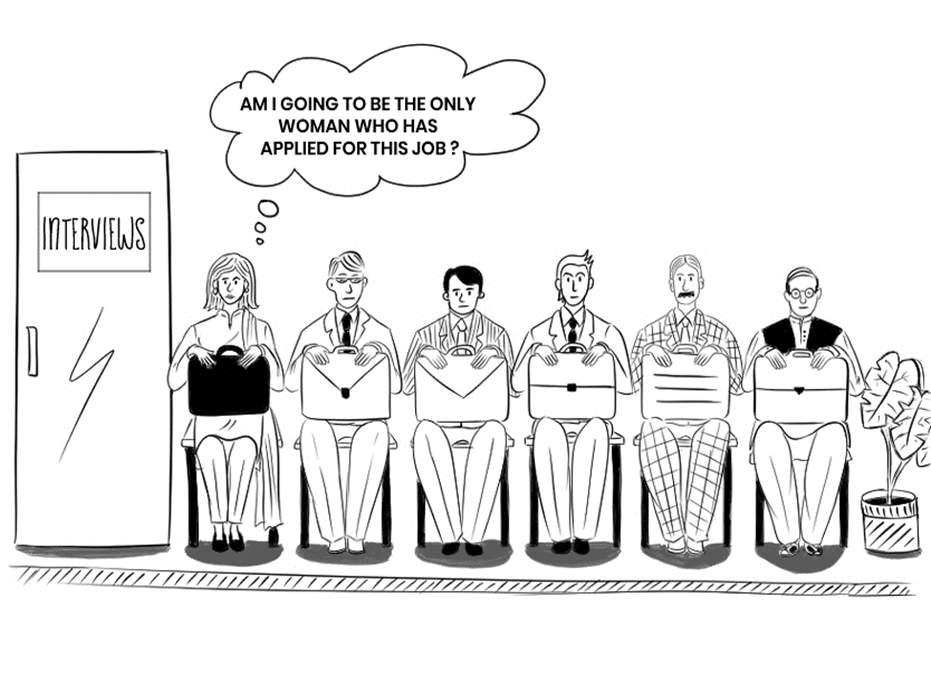 AM I GOING TO BE THE ONLY
WOMAN WHO HAS
APPLIED FOR THIS JOB ?
INTERVIEWS